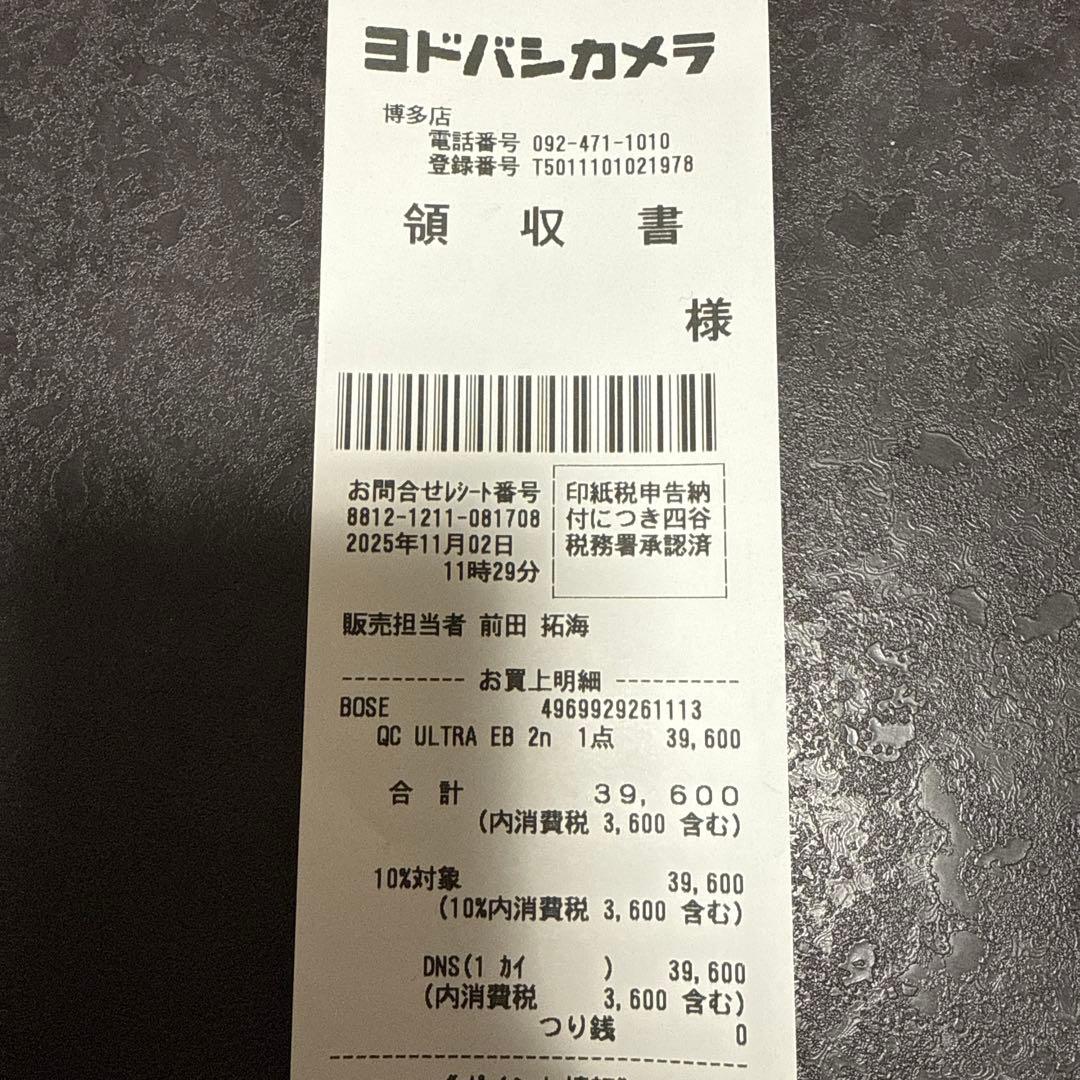 ヨドバシカメラ
博多店
電話番号 092-471-1010
登録番号 T5011101021978
領 収 書
様
お問合せﾚｼｰﾄ番号
8812-1211-081708
2025年11月02日
11時29分
印紙税申告納
付につき四谷
税務署承認済
販売担当者 前田 拓海
---------- お買上明細 ----------
BOSE 4969929261113
QC ULTRA EB 2n 1点 39,600
合 計 39,600
(内消費税 3,600 含む)
10%対象 39,600
(10%内消費税 3,600 含む)
DNS(1 ｶｲ ) 39,600
(内消費税 3,600 含む)
つり銭 0